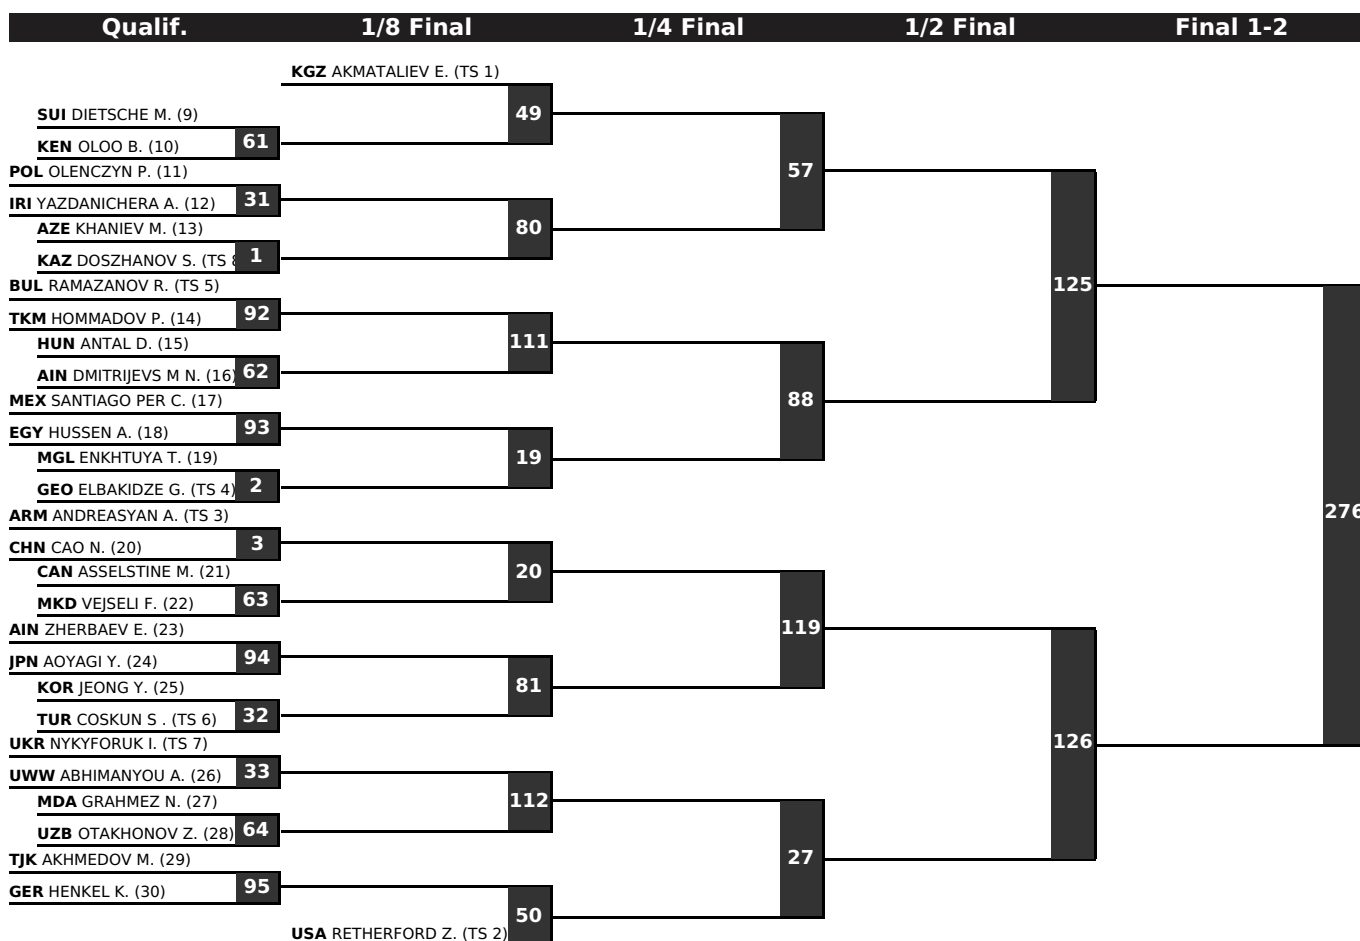 Qualif. 1/8 Final 1/4 Final 1/2 Final Final 1-2
KGZ AKMATALIEV E. (TS 1)
49
SUI DIETSCHE M. (9)
KEN OLOO B. (10)
61
POL OLENCZYN P. (11)
57
IRI YAZDANICHERA A. (12)
31
AZE KHANIEV M. (13)
80
KAZ DOSZHANOV S. (TS 8
1
BUL RAMAZANOV R. (TS 5)
125
TKM HOMMADOV P. (14)
92
HUN ANTAL D. (15)
111
AIN DMITRIJEVS M N. (16)
62
MEX SANTIAGO PER C. (17)
88
EGY HUSSEN A. (18)
93
MGL ENKHTUYA T. (19)
19
GEO ELBAKIDZE G. (TS 4)
2
ARM ANDREASYAN A. (TS 3)
276
CHN CAO N. (20)
3
CAN ASSELSTINE M. (21)
20
MKD VEJSELI F. (22)
63
AIN ZHERBAEV E. (23)
119
JPN AOYAGI Y. (24)
94
KOR JEONG Y. (25)
81
TUR COSKUN S . (TS 6)
32
UKR NYKYFORUK I. (TS 7)
126
UWW ABHIMANYOU A. (26)
33
MDA GRAHMEZ N. (27)
112
UZB OTAKHONOV Z. (28)
64
TJK AKHMEDOV M. (29)
27
GER HENKEL K. (30)
95
50
USA RETHERFORD Z. (TS 2)